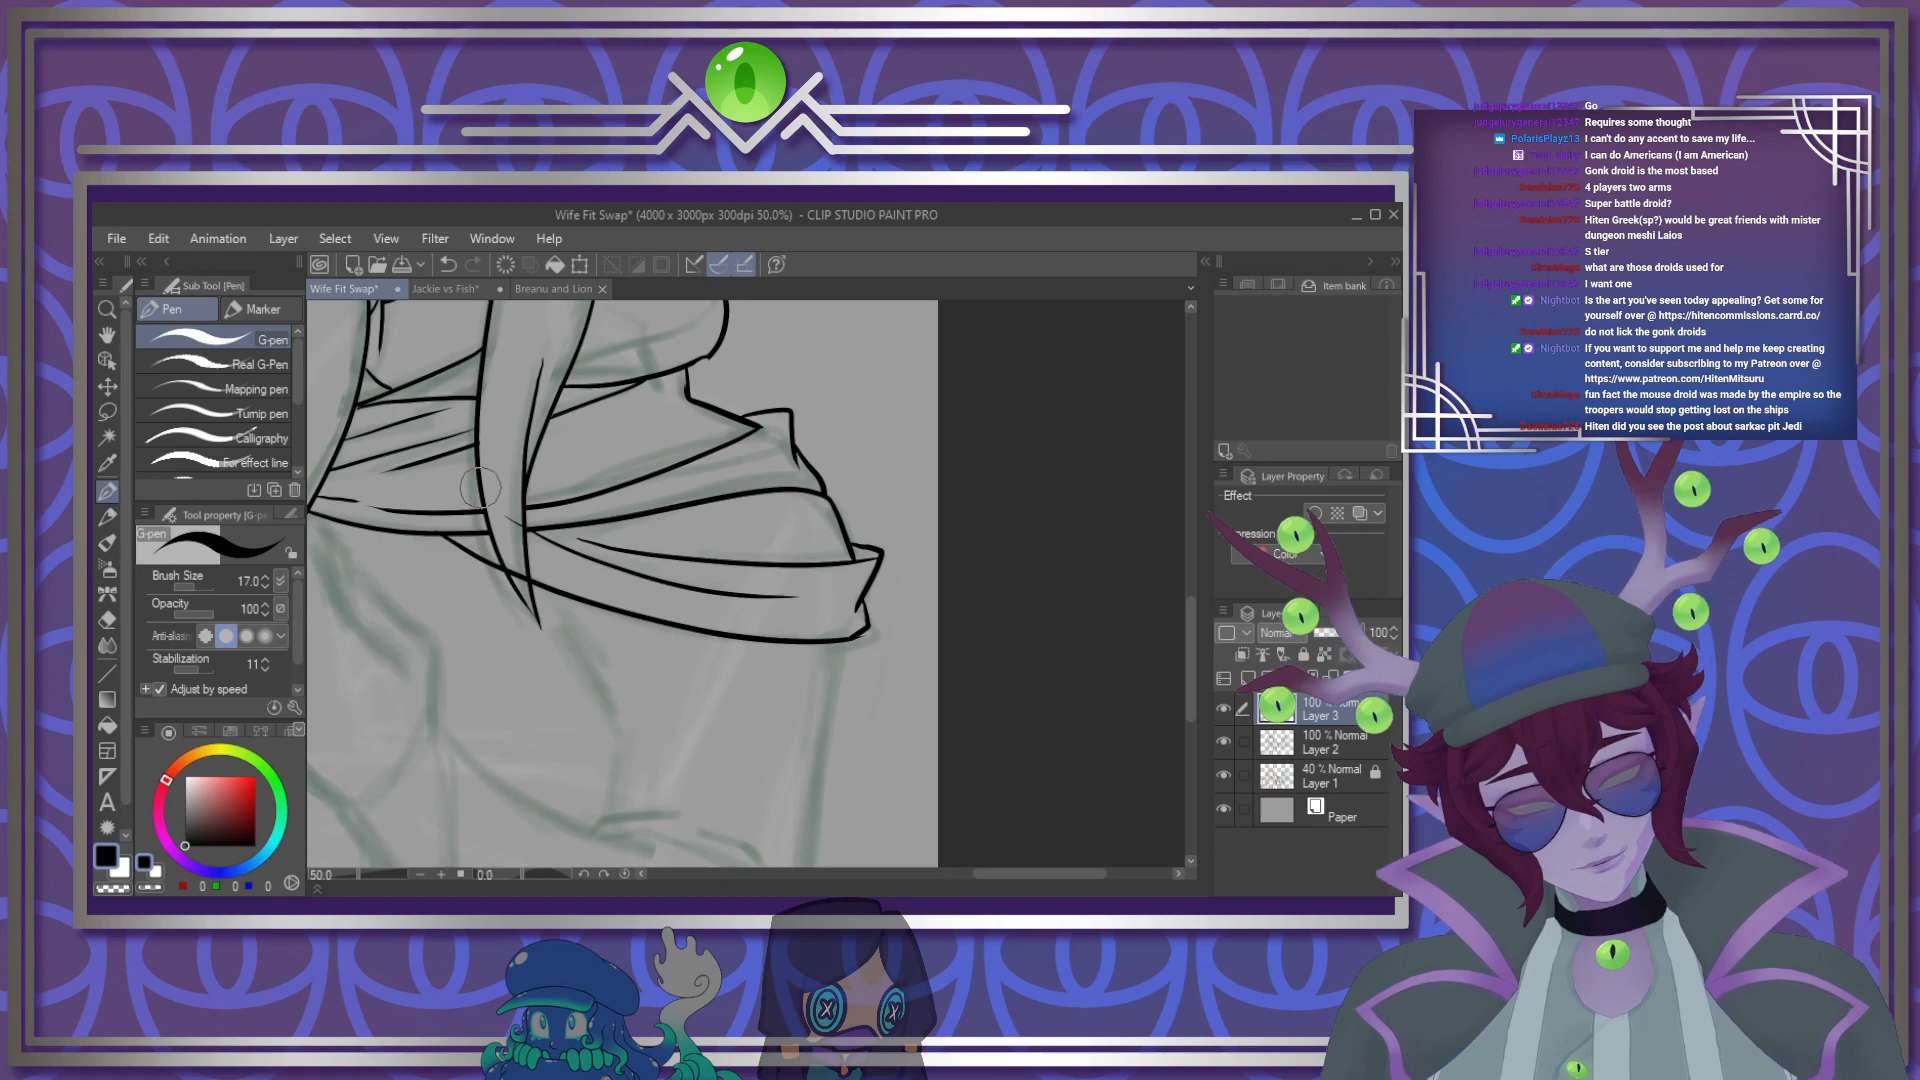 Wife Fit Swap* (4000 x 3000px 300dpi 50.0%) - CLIP STUDIO PAINT PRO
File Edit Animation Layer Select View Filter Window Help
Sub Tool [Pen]
Wife Fit Swap* Jackie vs Fish* Breanu and Lion
Item bank
Pen Marker
G-pen
Real G-Pen
Mapping pen
Turnip pen
Calligraphy
For effect line
Tool property [G-pe
G-pen
Brush Size 17.0
Opacity 100
Anti-aliasin
Stabilization 11
Adjust by speed
0 0 0
50.0 0.0
Layer Property
Effect
Normal 100
Layer 3
100 % Normal
Layer 2
40 % Normal
Layer 1
Paper
Go
judgejurygeneral12347 Requires some thought
PolarisPlayz13 I can't do any accent to save my life...
I can do Americans (I am American)
Gonk droid is the most based
4 players two arms
Super battle droid?
Hiten Greek(sp?) would be great friends with mister
dungeon meshi Laios
S tier
what are those droids used for
I want one
Nightbot Is the art you've seen today appealing? Get some for
yourself over @ https://hitencommissions.carrd.co/
do not lick the gonk droids
Nightbot If you want to support me and help me keep creating
content, consider subscribing to my Patreon over @
https://www.patreon.com/HitenMitsuru
fun fact the mouse droid was made by the empire so the
troopers would stop getting lost on the ships
Hiten did you see the post about sarkac pit Jedi